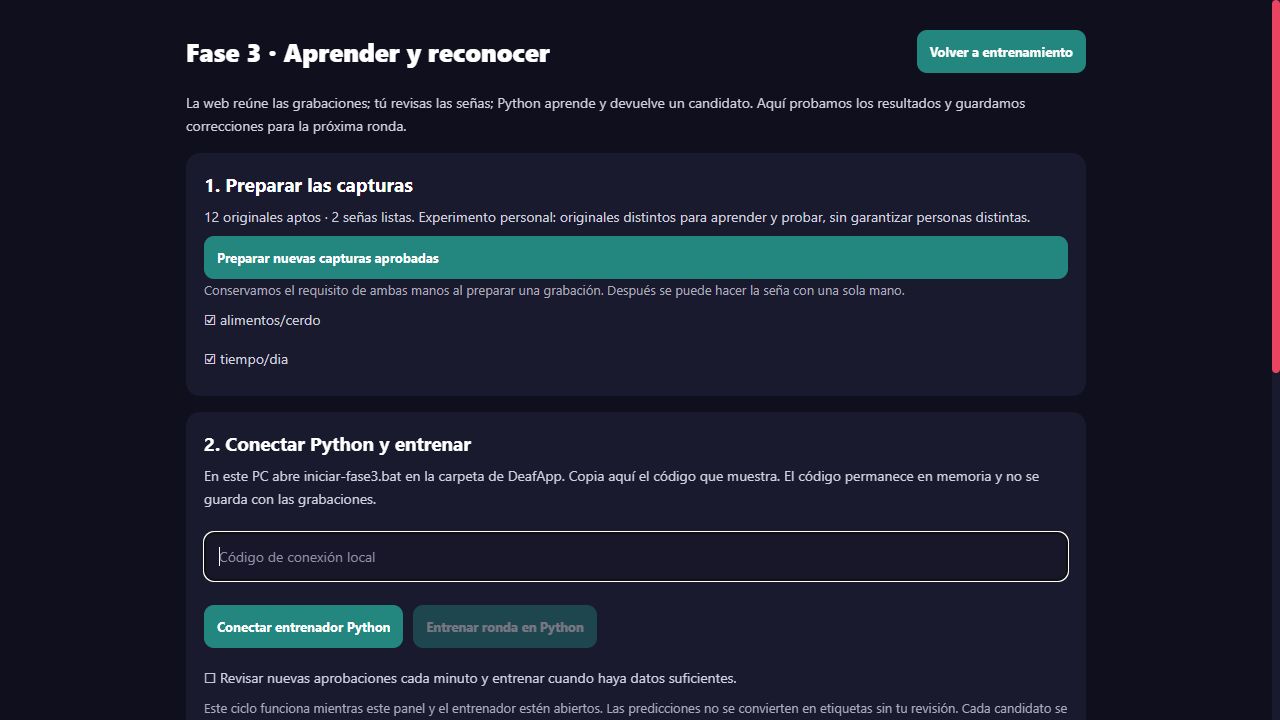 Fase 3 · Aprender y reconocer
Volver a entrenamiento
La web reúne las grabaciones; tú revisas las señas; Python aprende y devuelve un candidato. Aquí probamos los resultados y guardamos
correcciones para la próxima ronda.
1. Preparar las capturas
12 originales aptos · 2 señas listas. Experimento personal: originales distintos para aprender y probar, sin garantizar personas distintas.
Preparar nuevas capturas aprobadas
Conservamos el requisito de ambas manos al preparar una grabación. Después se puede hacer la seña con una sola mano.
☑ alimentos/cerdo
☑ tiempo/dia
2. Conectar Python y entrenar
En este PC abre iniciar-fase3.bat en la carpeta de DeafApp. Copia aquí el código que muestra. El código permanece en memoria y no se
guarda con las grabaciones.
Código de conexión local
Conectar entrenador Python
Entrenar ronda en Python
☐ Revisar nuevas aprobaciones cada minuto y entrenar cuando haya datos suficientes.
Este ciclo funciona mientras este panel y el entrenador estén abiertos. Las predicciones no se convierten en etiquetas sin tu revisión. Cada candidato se